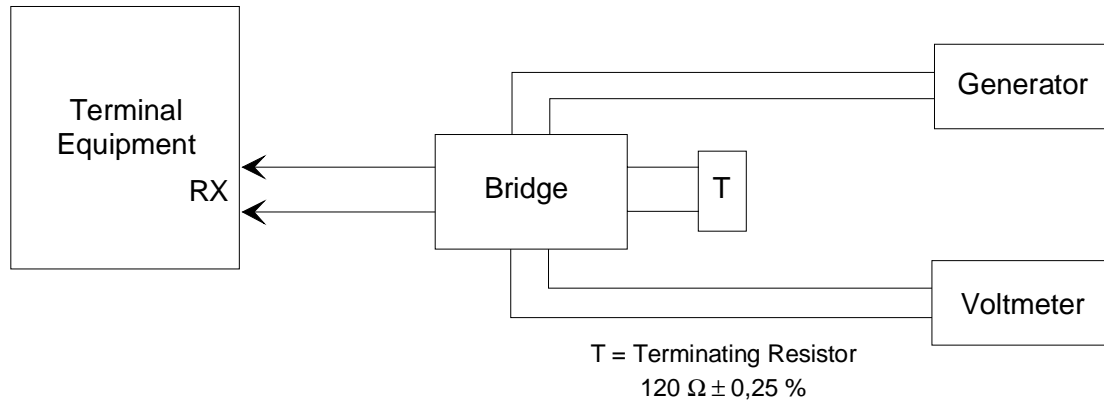 Terminal
Equipment
RX
Bridge
T
Generator
Voltmeter
T = Terminating Resistor
120 Ω ± 0,25 %